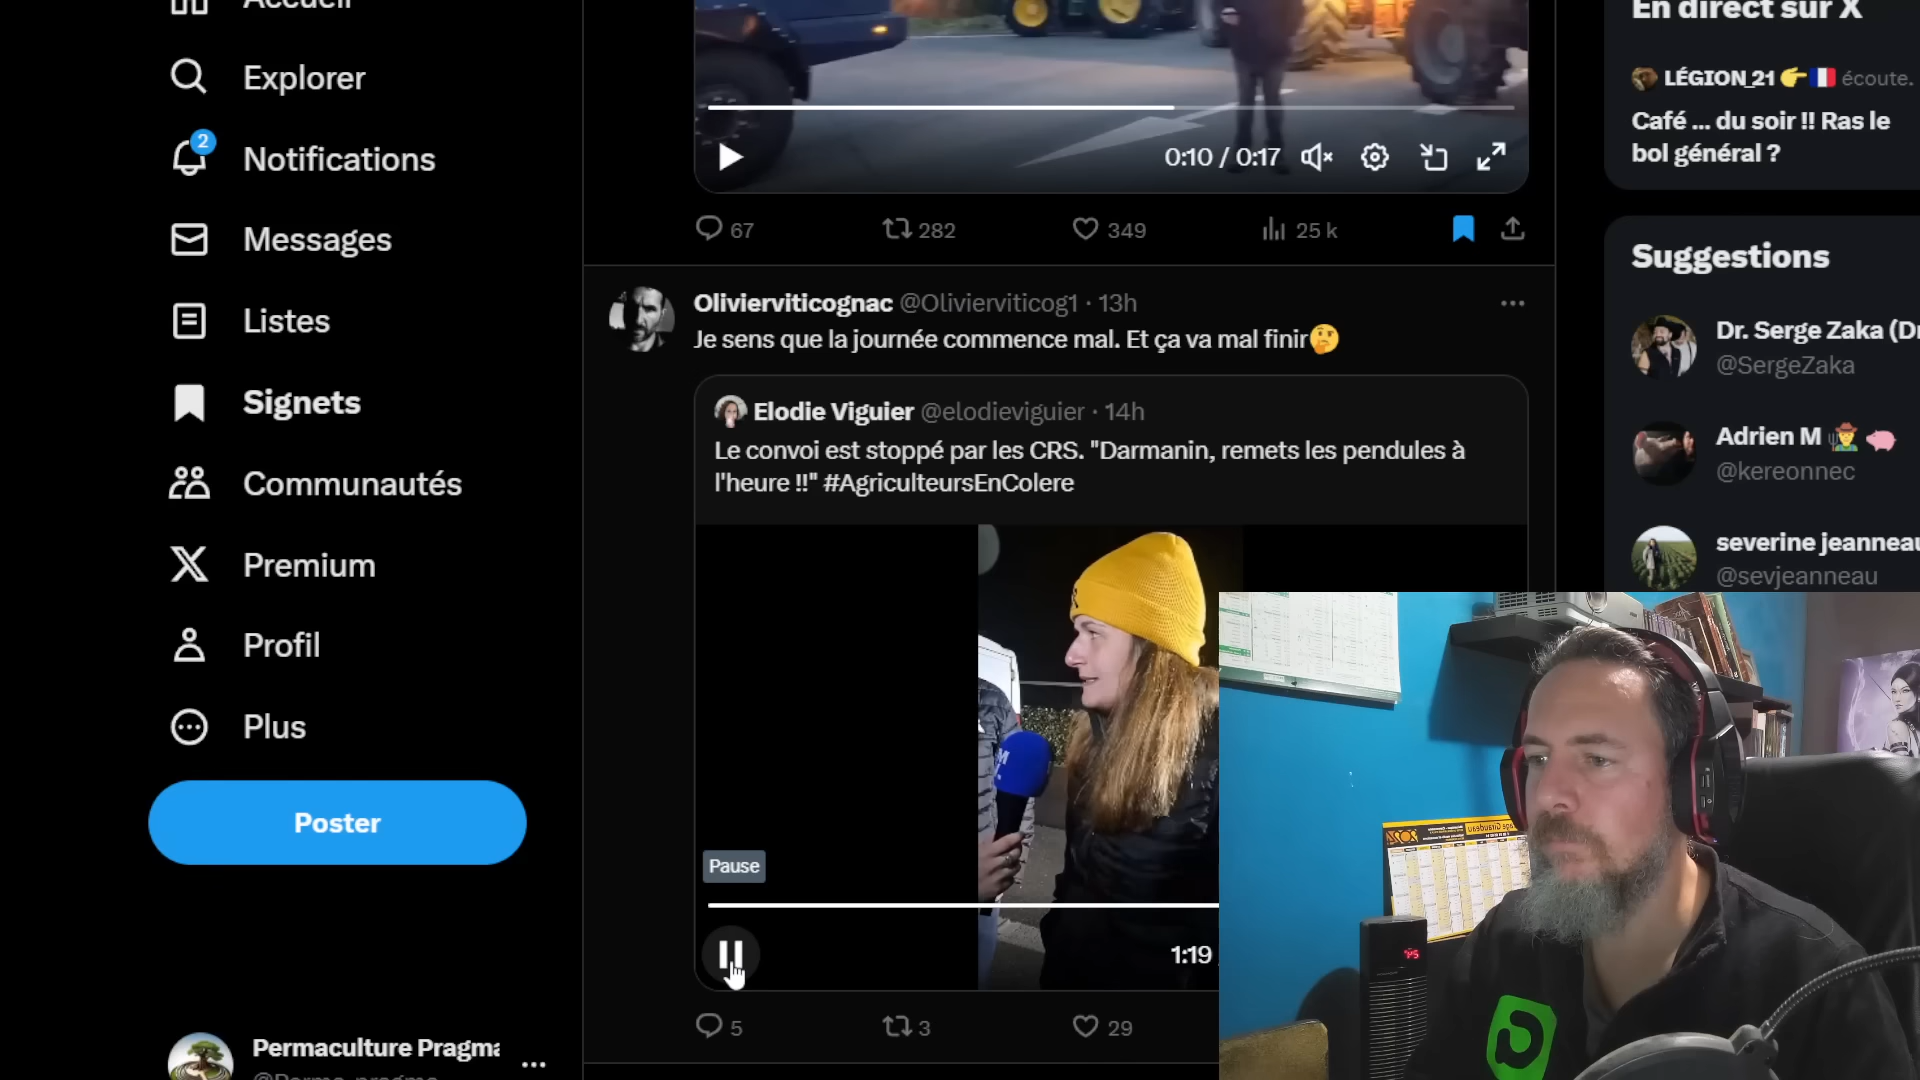 Accueil
Explorer
2
Notifications
Messages
Listes
Signets
Communautés
Premium
Profil
Plus
Poster
Permaculture Pragma
0:10 / 0:17
67
282
349
25 k
Olivierviticognac @Olivierviticog1 · 13h
Je sens que la journée commence mal. Et ça va mal finir🤔
Elodie Viguier @elodieviguier · 14h
Le convoi est stoppé par les CRS. "Darmanin, remets les pendules à
l'heure !!" #AgriculteursEnColere
Pause
1:19
5
3
29
En direct sur X
LÉGION_21 👉🇫🇷 écoute.
Café ... du soir !! Ras le
bol général ?
Suggestions
Dr. Serge Zaka (Dr
@SergeZaka
Adrien M 👨‍🌾 🐖
@kereonnec
severine jeanneau
@sevjeanneau